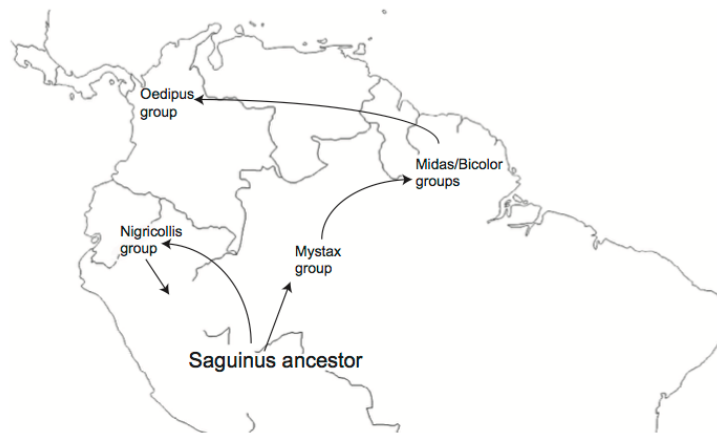 Oedipus
group
Midas/Bicolor
groups
Nigricollis
group
Mystax
group
Saguinus ancestor